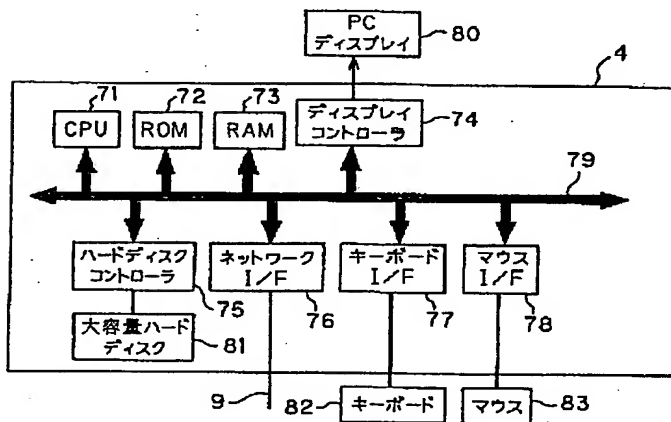 PC
ディスプレイ
80
4
71
72
73
CPU
ROM
RAM
ディスプレイ
コントローラ
74
79
ハードディスク
コントローラ
ネットワーク
I/F
キーボード
I/F
マウス
I/F
75
76
77
78
大容量ハード
ディスク
81
9
82
キーボード
マウス
83